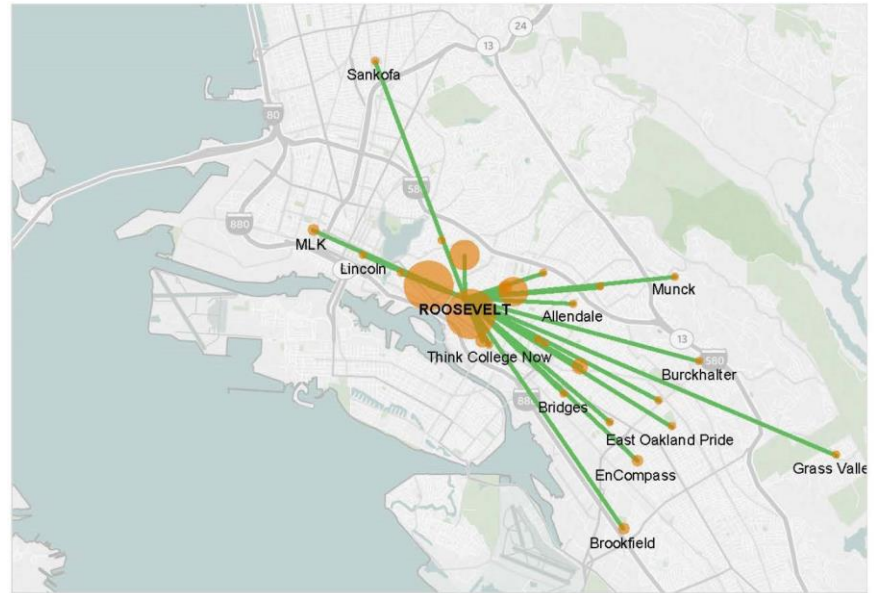 24
13
Sankofa
80
580
880
MLK
Lincoln
Munck
ROOSEVELT
Allendale
13
580
Think College Now
Burckhalter
880
Bridges
East Oakland Pride
Grass Valle
EnCompass
Brookfield